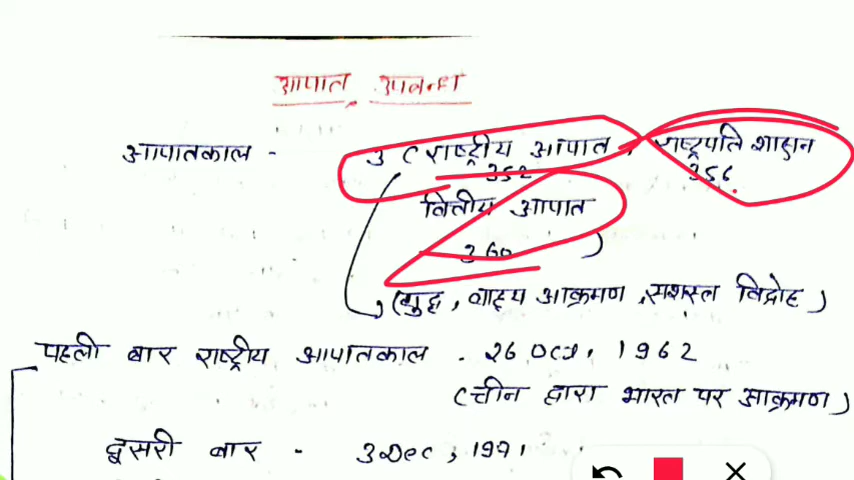 आपात उपबन्ध
आपातकाल - 3 ( राष्ट्रीय आपात, राष्ट्रपति शासन
352 356
वित्तीय आपात
360 )
(युद्ध, वाह्य आक्रमण, सशस्त्र विद्रोह)
पहली बार राष्ट्रीय आपातकाल - 26 Oct, 1962
(चीन द्वारा भारत पर आक्रमण)
दूसरी बार - 3 Dec, 1971